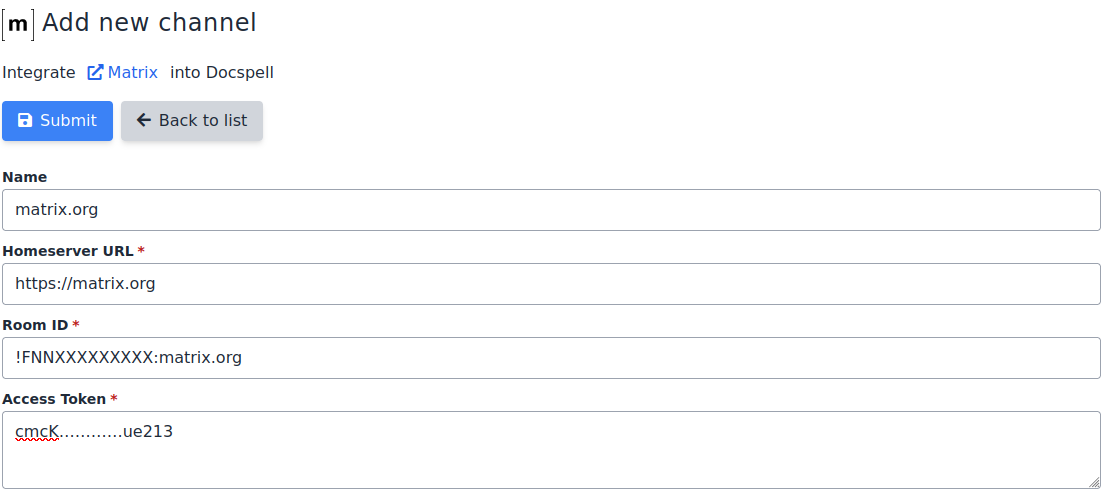 [m] Add new channel
Integrate Matrix into Docspell
Submit Back to list
Name
matrix.org
Homeserver URL *
https://matrix.org
Room ID *
!FNNXXXXXXXXX:matrix.org
Access Token *
cmcK............ue213